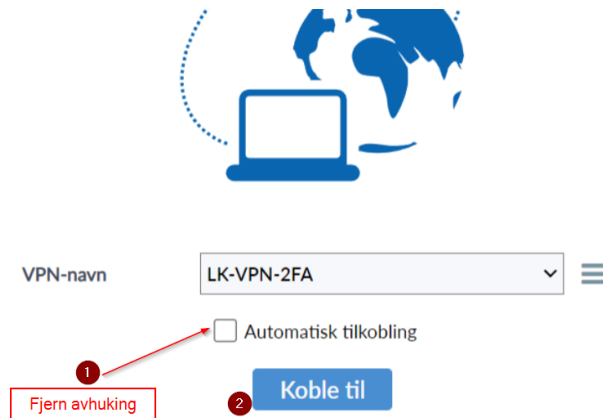 VPN-navn
LK-VPN-2FA
Automatisk tilkobling
1
Fjern avhuking
2
Koble til